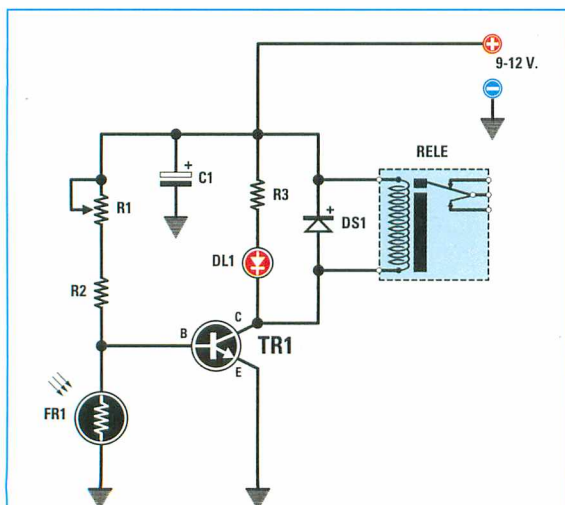 9-12 V.
RELE
+
C1
R1
R3
+
DS1
DL1
R2
C
B
TR1
E
FR1